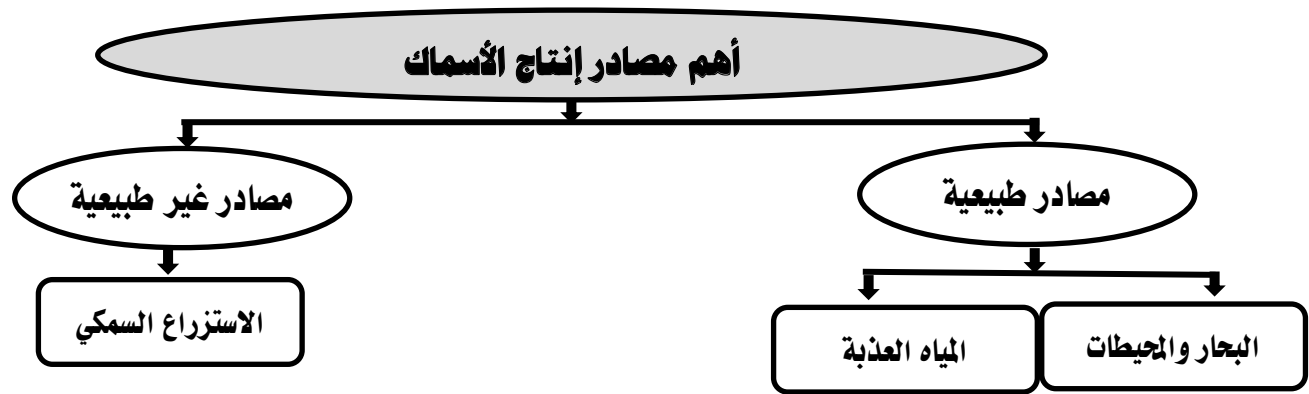 أهم مصادر إنتاج الأسماك
مصادر طبيعية
مصادر غير طبيعية
البحار والمحيطات
المياه العذبة
الاستزراع السمكي